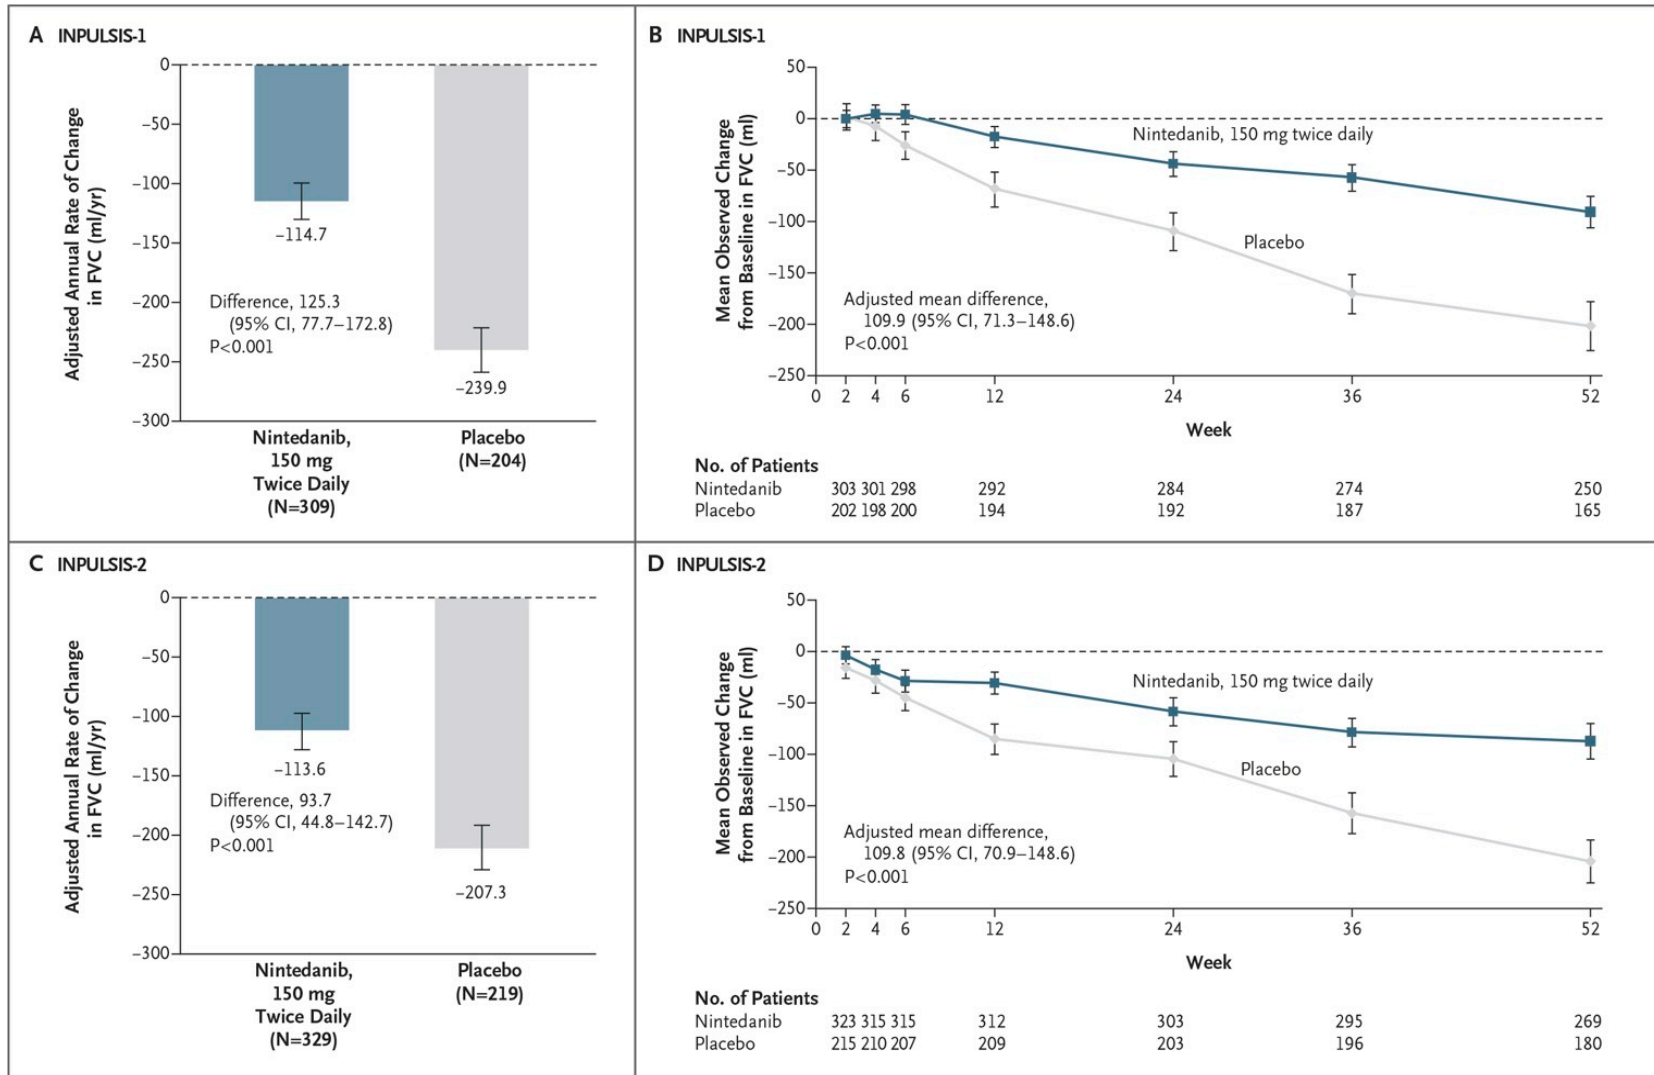 A INPULSIS-1
Adjusted Annual Rate of Change
in FVC (ml/yr)
0
−50
−100
−150
−200
−250
−300
−114.7
−239.9
Difference, 125.3
(95% CI, 77.7–172.8)
P<0.001
Nintedanib,
150 mg
Twice Daily
(N=309)
Placebo
(N=204)
B INPULSIS-1
Mean Observed Change
from Baseline in FVC (ml)
50
0
−50
−100
−150
−200
−250
Nintedanib, 150 mg twice daily
Placebo
Adjusted mean difference,
109.9 (95% CI, 71.3–148.6)
P<0.001
0 2 4 6 12 24 36 52
Week
No. of Patients
Nintedanib 303 301 298 292 284 274 250
Placebo 202 198 200 194 192 187 165
C INPULSIS-2
Adjusted Annual Rate of Change
in FVC (ml/yr)
0
−50
−100
−150
−200
−250
−300
−113.6
−207.3
Difference, 93.7
(95% CI, 44.8–142.7)
P<0.001
Nintedanib,
150 mg
Twice Daily
(N=329)
Placebo
(N=219)
D INPULSIS-2
Mean Observed Change
from Baseline in FVC (ml)
50
0
−50
−100
−150
−200
−250
Nintedanib, 150 mg twice daily
Placebo
Adjusted mean difference,
109.8 (95% CI, 70.9–148.6)
P<0.001
0 2 4 6 12 24 36 52
Week
No. of Patients
Nintedanib 323 315 315 312 303 295 269
Placebo 215 210 207 209 203 196 180